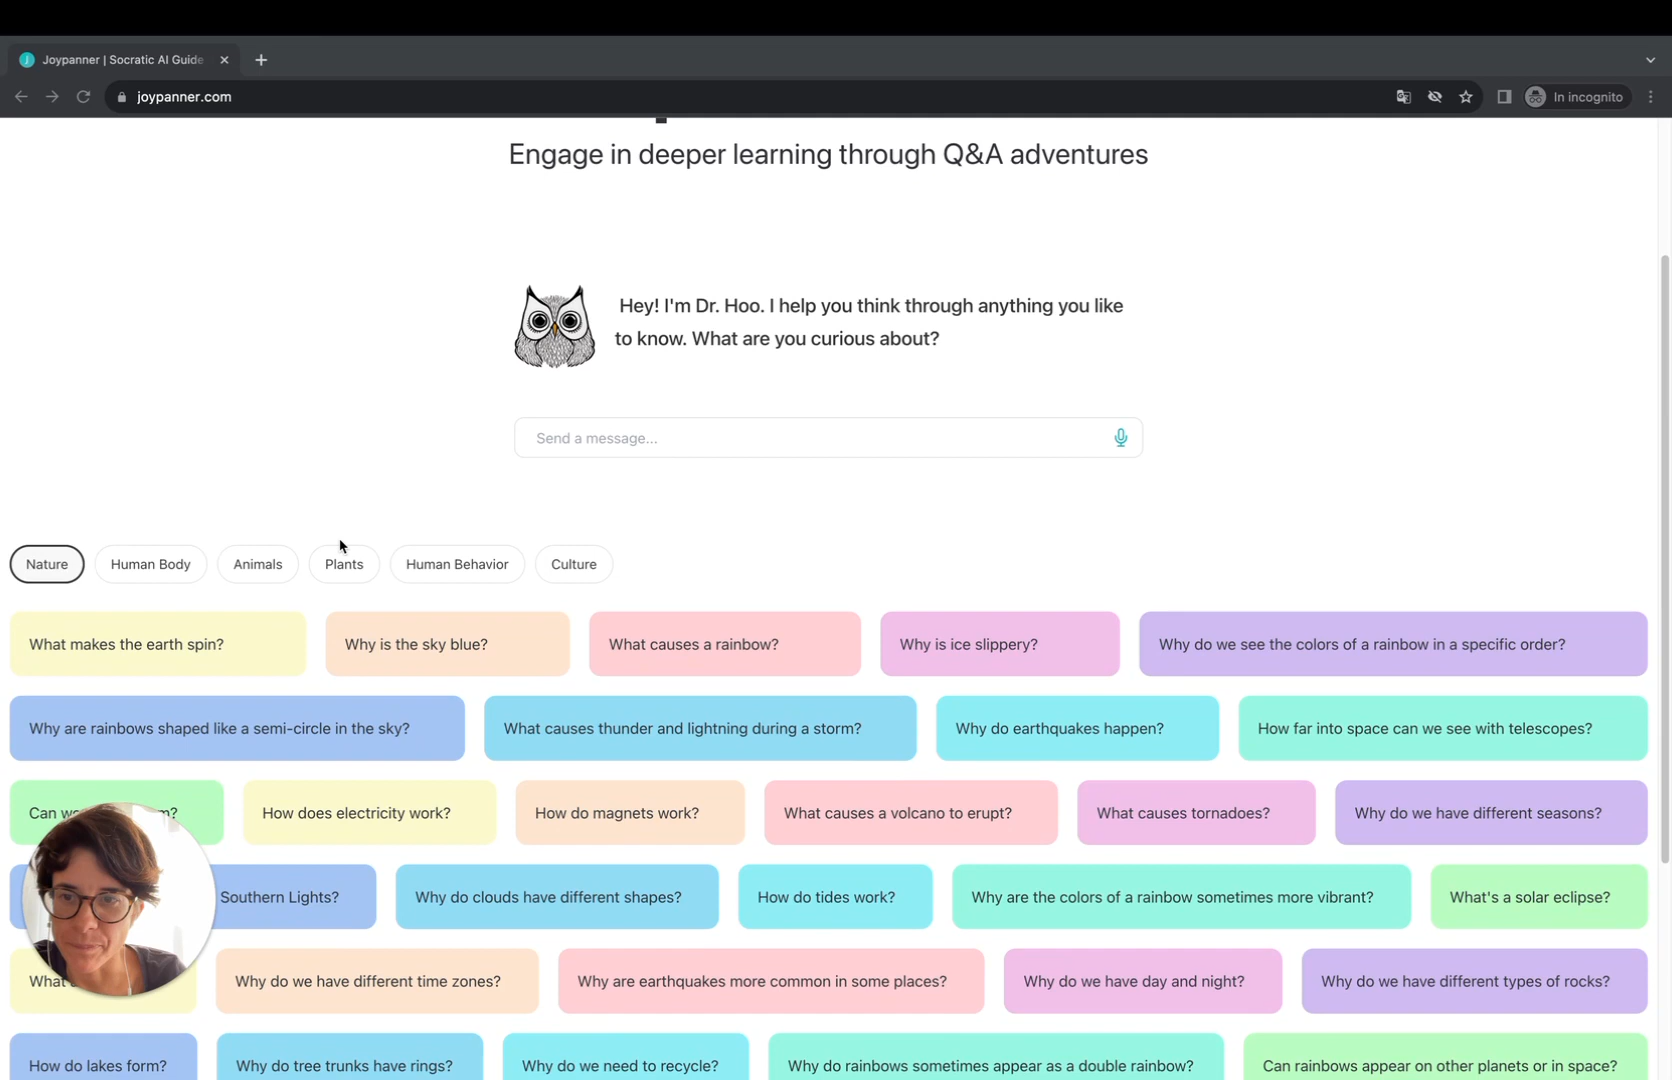 Joypanner | Socratic AI Guide
joypanner.com
In incognito
Engage in deeper learning through Q&A adventures
Hey! I'm Dr. Hoo. I help you think through anything you like
to know. What are you curious about?
Send a message...
Nature Human Body Animals Plants Human Behavior Culture
What makes the earth spin? Why is the sky blue? What causes a rainbow? Why is ice slippery? Why do we see the colors of a rainbow in a specific order?
Why are rainbows shaped like a semi-circle in the sky? What causes thunder and lightning during a storm? Why do earthquakes happen? How far into space can we see with telescopes?
Can How does electricity work? How do magnets work? What causes a volcano to erupt? What causes tornadoes? Why do we have different seasons?
Southern Lights? Why do clouds have different shapes? How do tides work? Why are the colors of a rainbow sometimes more vibrant? What's a solar eclipse?
What Why do we have different time zones? Why are earthquakes more common in some places? Why do we have day and night? Why do we have different types of rocks?
How do lakes form? Why do tree trunks have rings? Why do we need to recycle? Why do rainbows sometimes appear as a double rainbow? Can rainbows appear on other planets or in space?